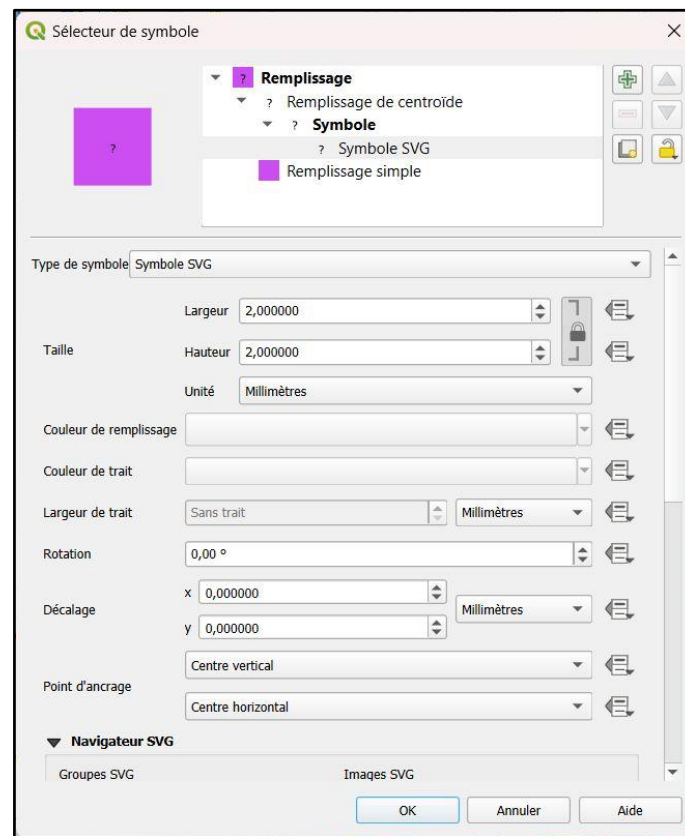 Sélecteur de symbole
? Remplissage
? Remplissage de centroïde
? Symbole
? Symbole SVG
Remplissage simple
?
Type de symbole Symbole SVG
Taille
Largeur 2,000000
Hauteur 2,000000
Unité Millimètres
Couleur de remplissage
Couleur de trait
Largeur de trait Sans trait Millimètres
Rotation 0,00 °
Décalage
x 0,000000
y 0,000000
Millimètres
Point d'ancrage
Centre vertical
Centre horizontal
Navigateur SVG
Groupes SVG Images SVG
OK Annuler Aide